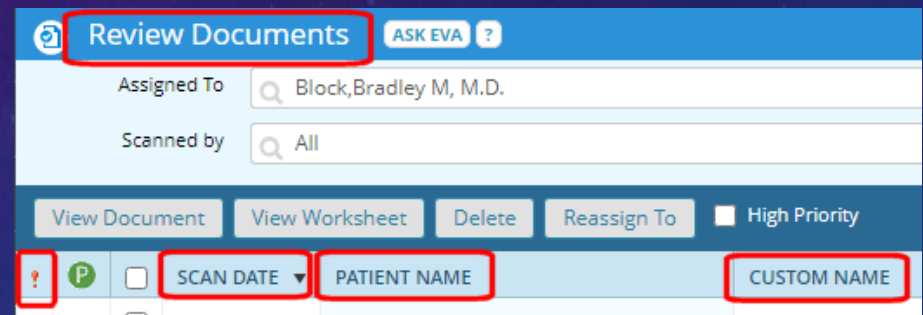 Review Documents ASK EVA ?
Assigned To Block,Bradley M, M.D.
Scanned by All
View Document View Worksheet Delete Reassign To High Priority
! P SCAN DATE ▼ PATIENT NAME CUSTOM NAME